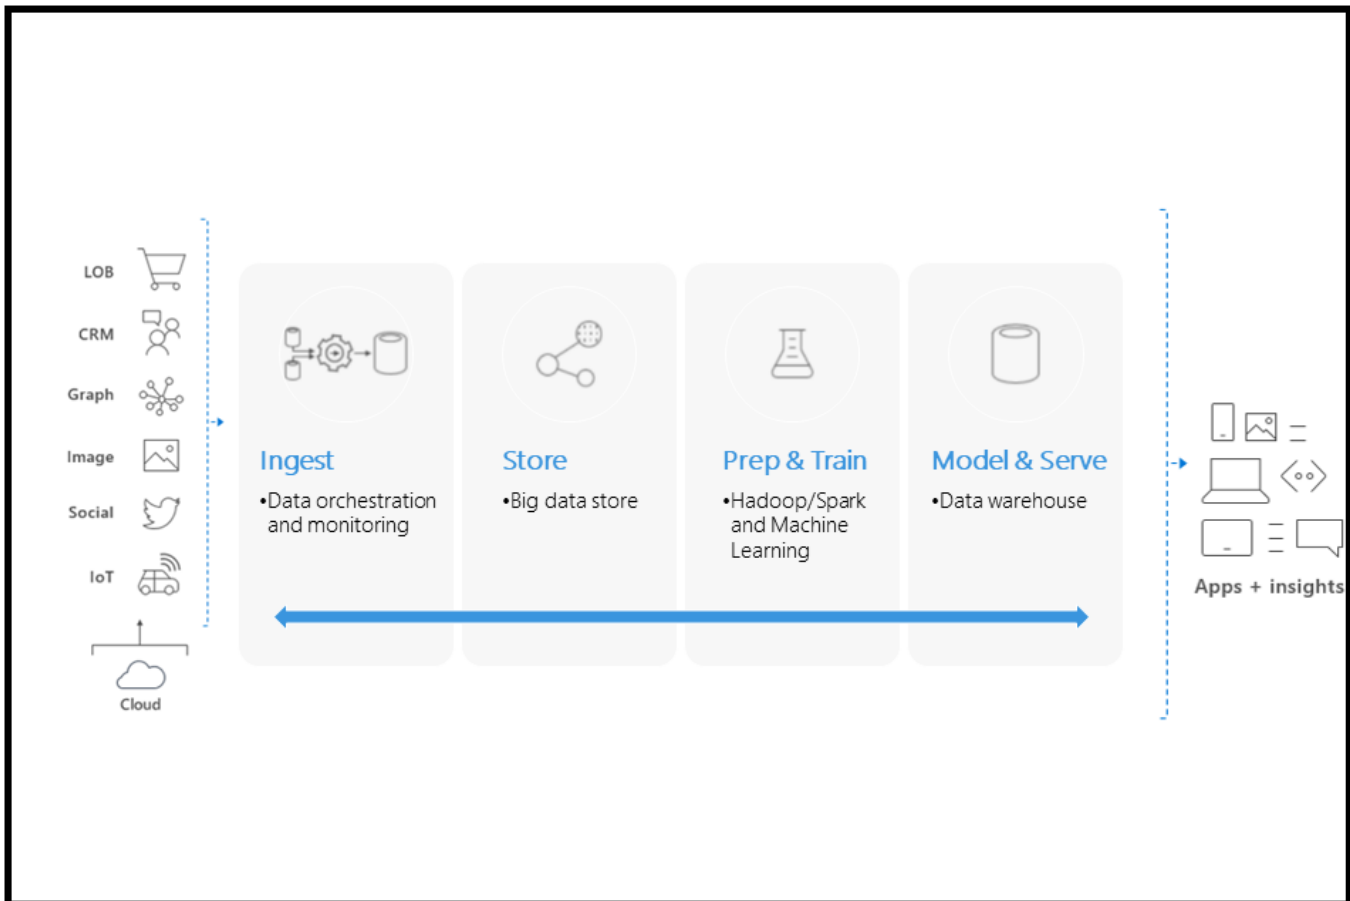 LOB
CRM
Graph
Image
Social
IoT
Cloud
Ingest
•Data orchestration
and monitoring
Store
•Big data store
Prep & Train
•Hadoop/Spark
and Machine
Learning
Model & Serve
•Data warehouse
Apps + insights